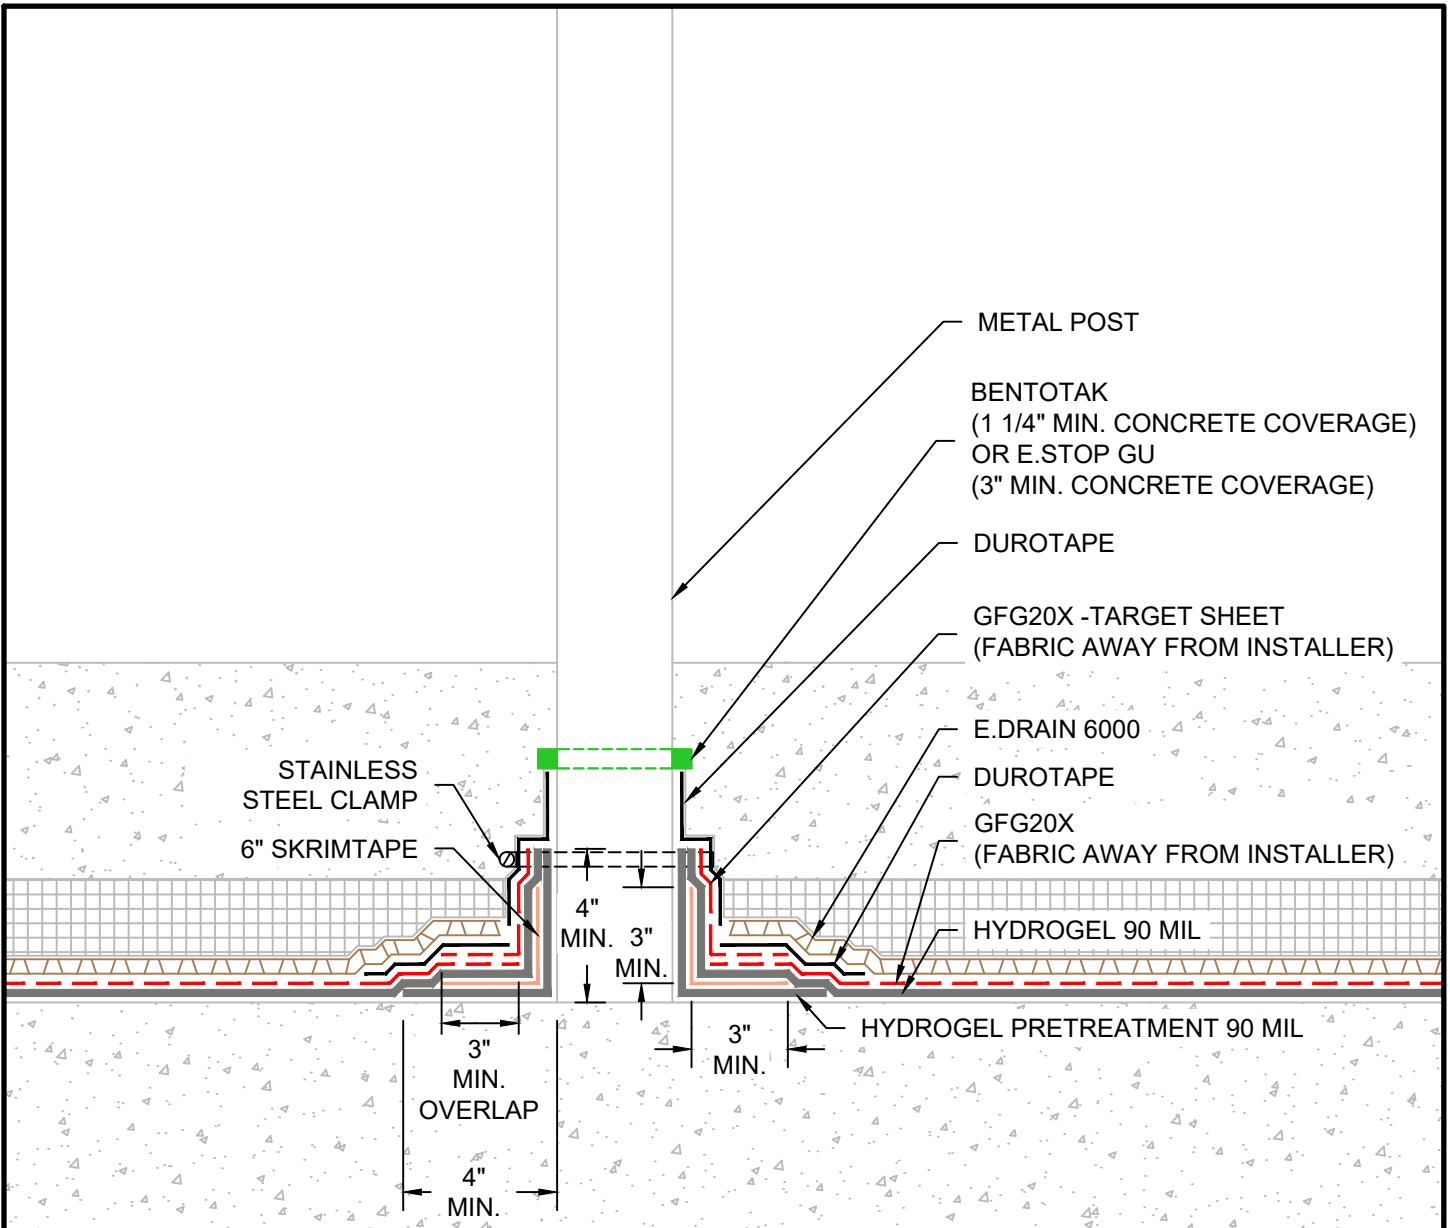 METAL POST
BENTOTAK
(1 1/4" MIN. CONCRETE COVERAGE)
OR E.STOP GU
(3" MIN. CONCRETE COVERAGE)
DUROTAPE
GFG20X -TARGET SHEET
(FABRIC AWAY FROM INSTALLER)
E.DRAIN 6000
DUROTAPE
GFG20X
(FABRIC AWAY FROM INSTALLER)
HYDROGEL 90 MIL
HYDROGEL PRETREATMENT 90 MIL
STAINLESS
STEEL CLAMP
6" SKRIMTAPE
4"
MIN.
3"
MIN.
3"
MIN.
OVERLAP
3"
MIN.
4"
MIN.